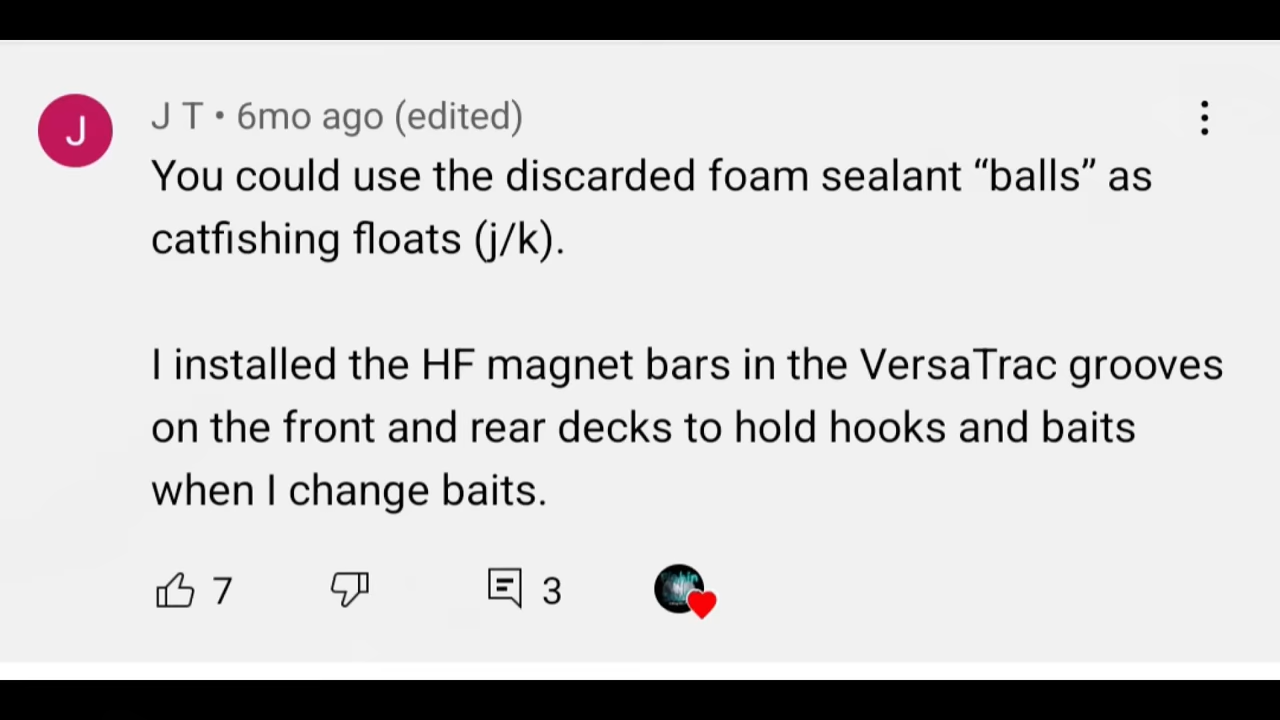 J
J T • 6mo ago (edited)
You could use the discarded foam sealant “balls” as
catfishing floats (j/k).
I installed the HF magnet bars in the VersaTrac grooves
on the front and rear decks to hold hooks and baits
when I change baits.
7
3